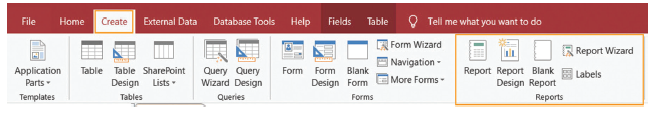 File Home Create External Data Database Tools Help Fields Table Tell me what you want to do
Application Parts
Templates
Table
Table Design
SharePoint Lists
Tables
Query Wizard
Query Design
Queries
Form
Form Design
Blank Form
Form Wizard
Navigation
More Forms
Forms
Report
Report Design
Blank Report
Report Wizard
Labels
Reports